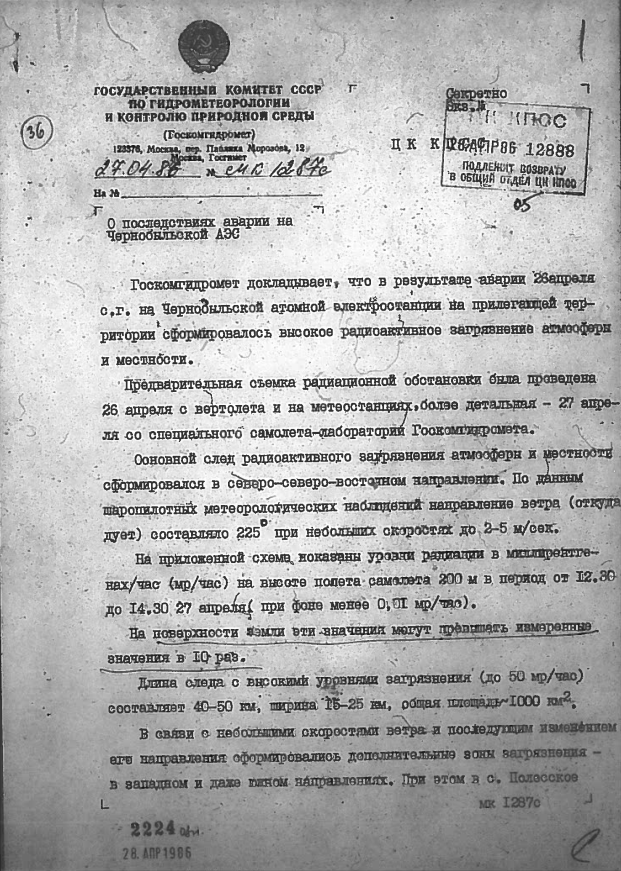 36
ГОСУДАРСТВЕННЫЙ КОМИТЕТ СССР
ПО ГИДРОМЕТЕОРОЛОГИИ
И КОНТРОЛЮ ПРИРОДНОЙ СРЕДЫ
(Госкомгидромет)
123376, Москва, пер. Павлика Морозова, 12
Москва, Гостимет
27.04.86 № МК 1287с
На №
Секретно
Экз.№
ЦК КПСС
28 АПР 86 12888
ПОДЛЕЖИТ ВОЗВРАТУ
В ОБЩИЙ ОТДЕЛ ЦК КПСС
05
О последствиях аварии на
Чернобыльской АЭС
Госкомгидромет докладывает, что в результате аварии 26апреля
с.г. на Чернобыльской атомной электростанции на прилегающей тер-
ритории сформировалось высокое радиоактивное загрязнение атмосферы
и местности.
Предварительная съемка радиационной обстановки была проведена
26 апреля с вертолета и на метеостанциях, более детальная - 27 апре-
ля со специального самолета-лаборатории Госкомгидромета.
Основной след радиоактивного загрязнения атмосферы и местности
сформировался в северо-северо-восточном направлении. По данным
шаропилотных метеорологических наблюдений направление ветра (откуда
дует) составляло 225° при небольших скоростях до 2-5 м/сек.
На приложенной схеме показаны уровни радиации в миллирентге-
нах/час (мр/час) на высоте полета самолета 200 м в период от 12.30
до 14.30 27 апреля( при фоне менее 0,01 мр/час).
На поверхности земли эти значения могут превышать измеренные
значения в 10 раз.
Длина следа с высокими уровнями загрязнения (до 50 мр/час)
составляет 40-50 км, ширина 15-25 км, общая площадь~1000 км².
В связи с небольшими скоростями ветра и последующим изменением
его направления сформировались дополнительные зоны загрязнения -
в западном и даже южном направлениях. При этом в с. Полесское
мк 1287с
2224
28. АПР 1986